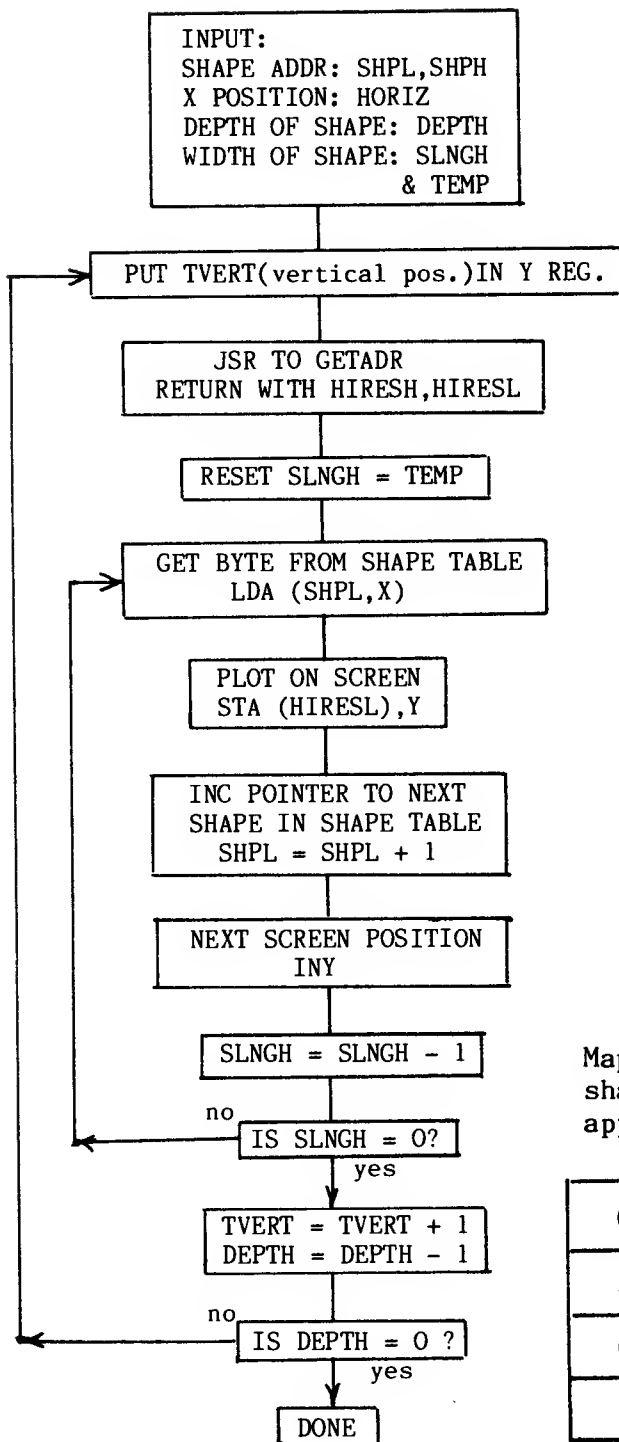 INPUT:
SHAPE ADDR: SHPL,SHPH
X POSITION: HORIZ
DEPTH OF SHAPE: DEPTH
WIDTH OF SHAPE: SLNGH
& TEMP
PUT TVERT(vertical pos.)IN Y REG.
JSR TO GETADR
RETURN WITH HIRESH,HIRESL
RESET SLNGH = TEMP
GET BYTE FROM SHAPE TABLE
LDA (SHPL,X)
PLOT ON SCREEN
STA (HIRESL),Y
INC POINTER TO NEXT
SHAPE IN SHAPE TABLE
SHPL = SHPL + 1
NEXT SCREEN POSITION
INY
SLNGH = SLNGH - 1
no
IS SLNGH = 0?
yes
TVERT = TVERT + 1
DEPTH = DEPTH - 1
no
IS DEPTH = 0 ?
yes
DONE